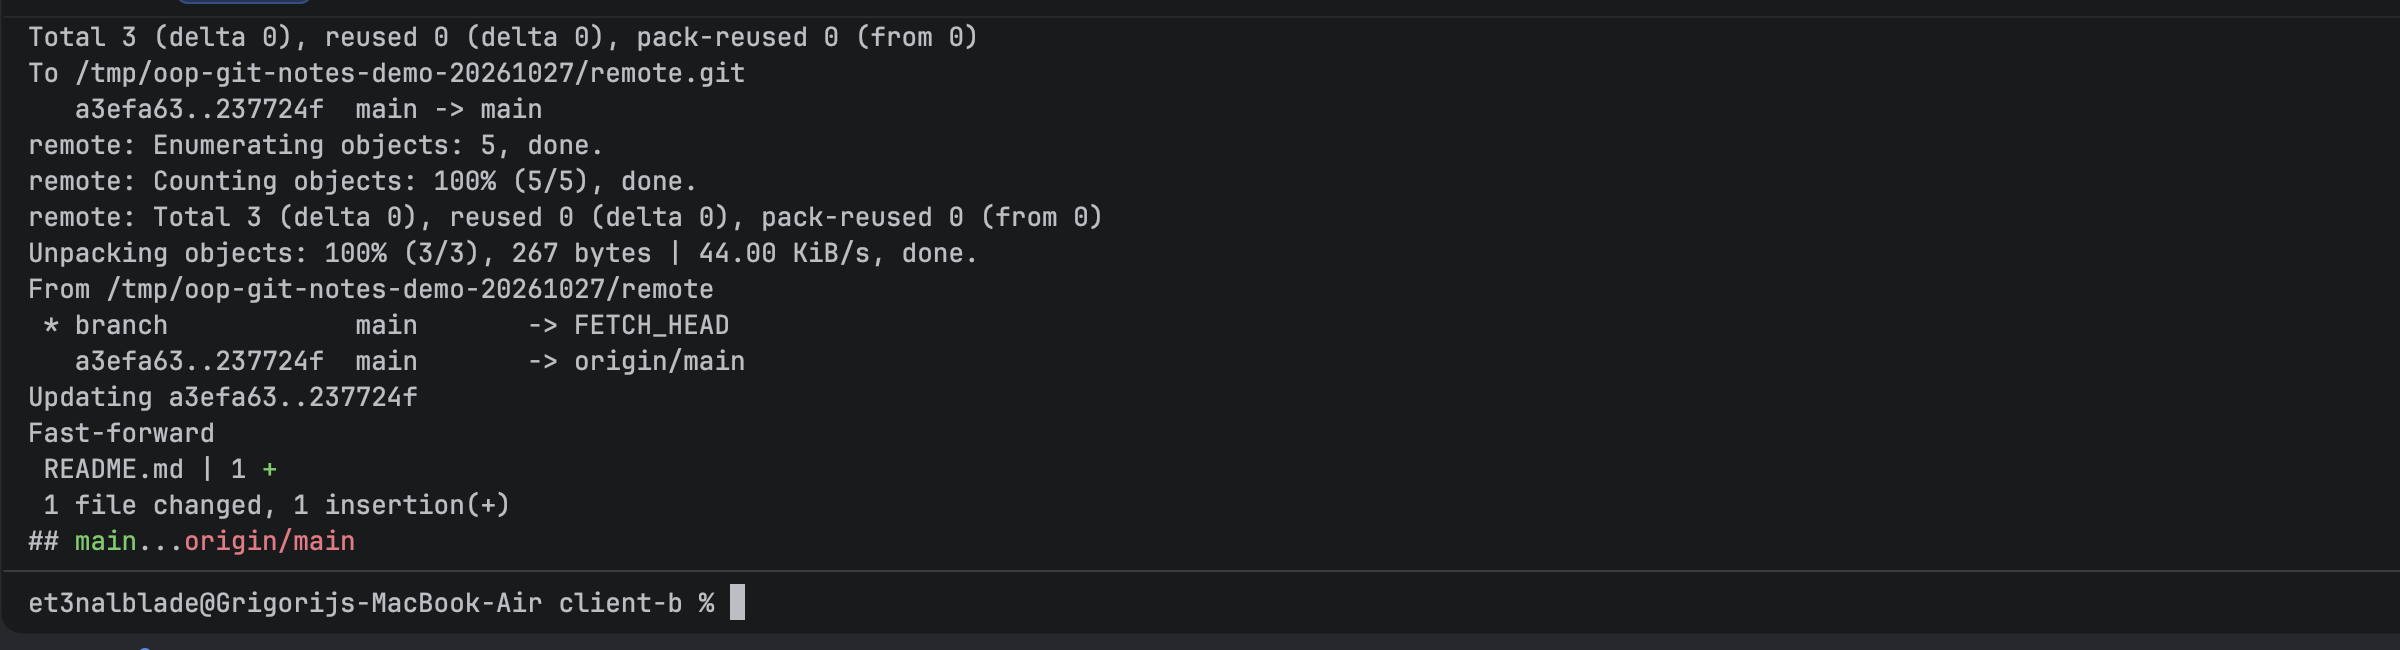 Total 3 (delta 0), reused 0 (delta 0), pack-reused 0 (from 0)
To /tmp/oop-git-notes-demo-20261027/remote.git
   a3efa63..237724f  main -> main
remote: Enumerating objects: 5, done.
remote: Counting objects: 100% (5/5), done.
remote: Total 3 (delta 0), reused 0 (delta 0), pack-reused 0 (from 0)
Unpacking objects: 100% (3/3), 267 bytes | 44.00 KiB/s, done.
From /tmp/oop-git-notes-demo-20261027/remote
 * branch            main       -> FETCH_HEAD
   a3efa63..237724f  main       -> origin/main
Updating a3efa63..237724f
Fast-forward
 README.md | 1 +
 1 file changed, 1 insertion(+)
## main...origin/main
et3nalblade@Grigorijs-MacBook-Air client-b %